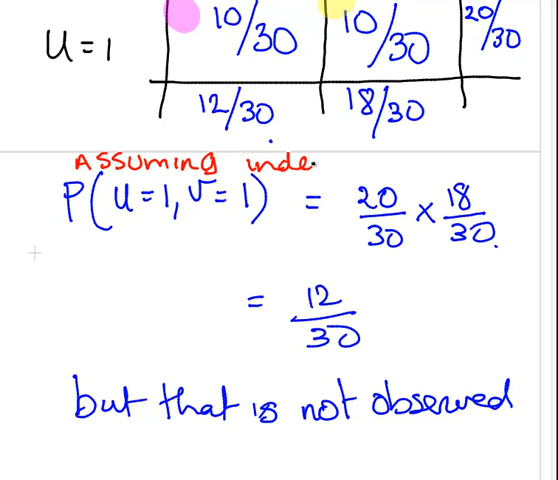 U=1 10/30 10/30 20/30
12/30 18/30
ASSUMING inde
P(U=1, V=1) = 20/30 × 18/30
= 12/30
but that is not observed